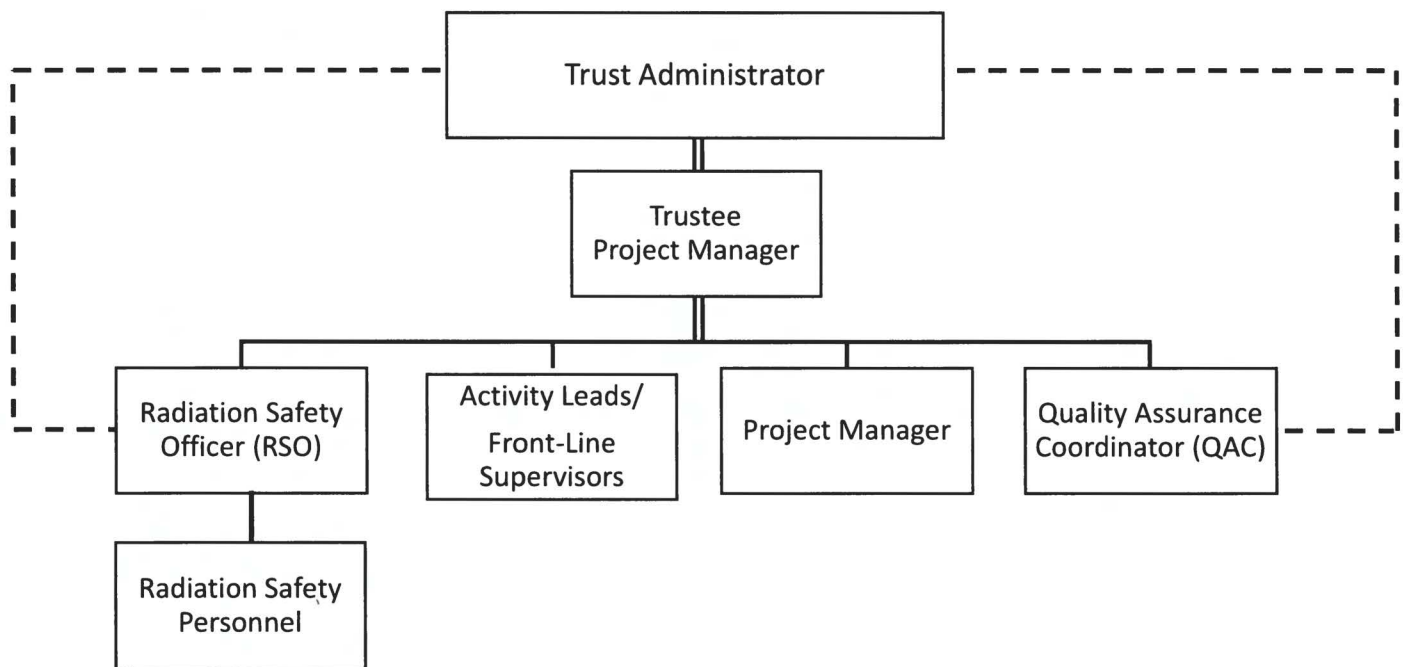 Trust Administrator
Trustee
Project Manager
Radiation Safety
Officer (RSO)
Activity Leads/
Front-Line
Supervisors
Project Manager
Quality Assurance
Coordinator (QAC)
Radiation Safety
Personnel